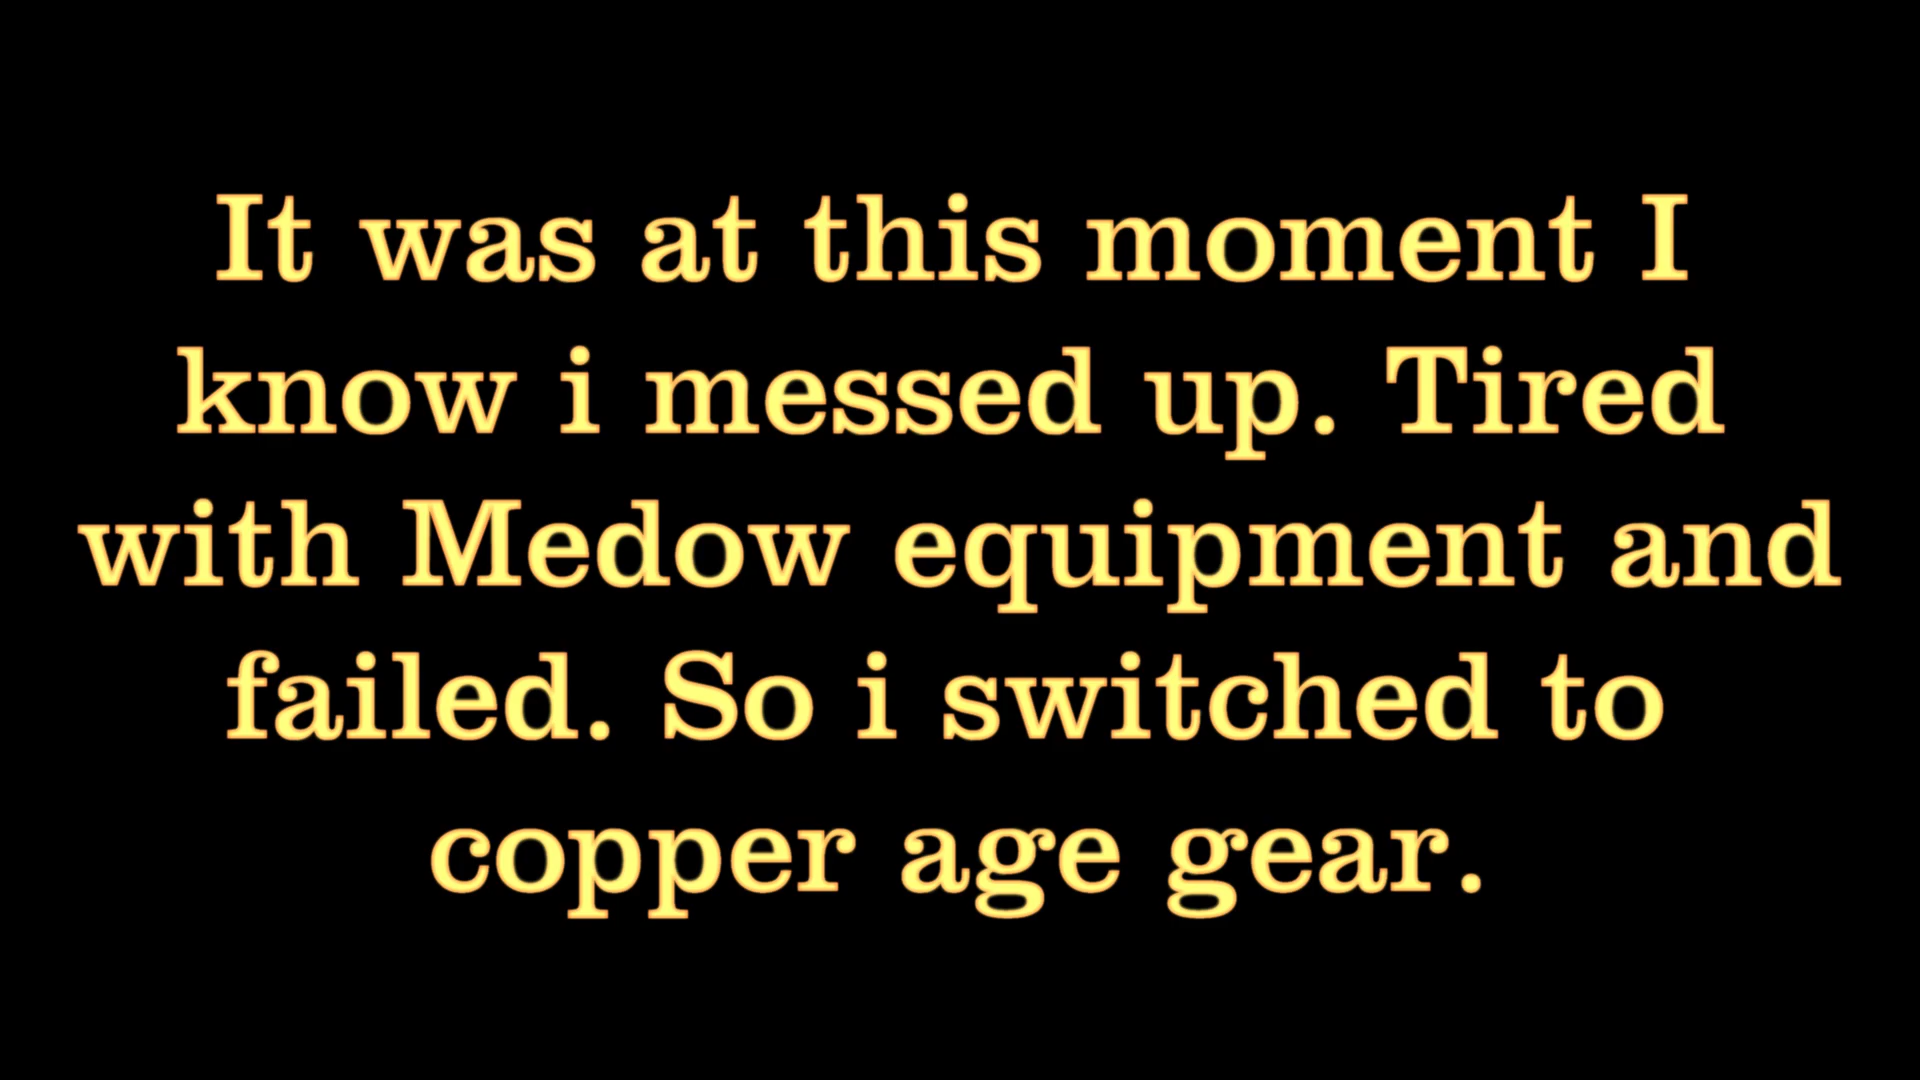 It was at this moment I
know i messed up. Tired
with Medow equipment and
failed. So i switched to
copper age gear.